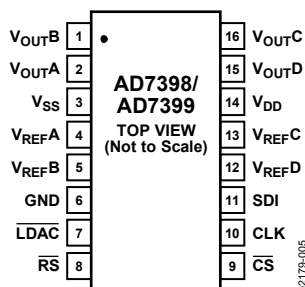 VOUTB 1
VOUTA 2
VSS 3
VREFA 4
VREFB 5
GND 6
LDAC 7
RS 8
AD7398/
AD7399
TOP VIEW
(Not to Scale)
16 VOUTC
15 VOUTD
14 VDD
13 VREFC
12 VREFD
11 SDI
10 CLK
9 CS
02179-005